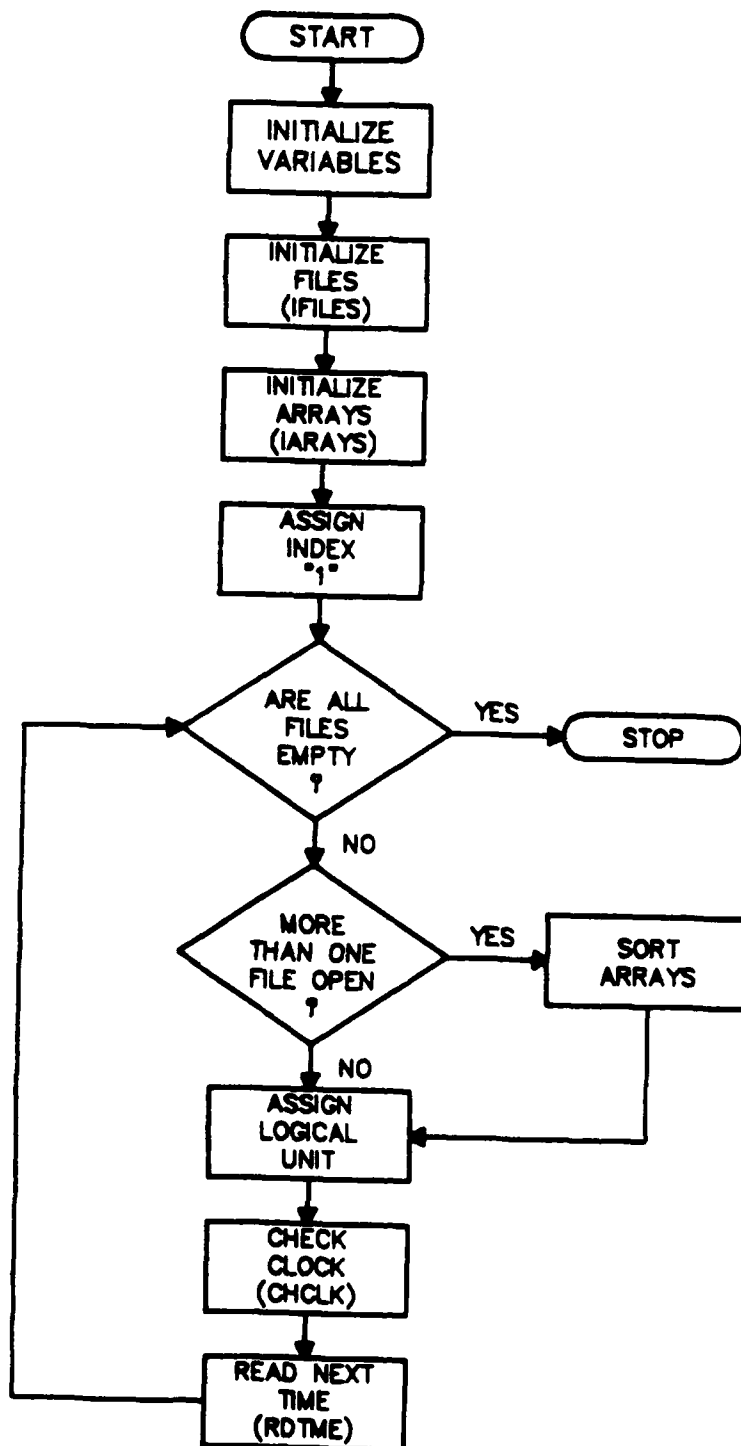 START
INITIALIZE
VARIABLES
INITIALIZE
FILES
(IFILES)
INITIALIZE
ARRAYS
(IARAYS)
ASSIGN
INDEX
"1"
ARE ALL
FILES
EMPTY
?
YES
STOP
NO
MORE
THAN ONE
FILE OPEN
?
YES
SORT
ARRAYS
NO
ASSIGN
LOGICAL
UNIT
CHECK
CLOCK
(CHCLK)
READ NEXT
TIME
(RDTME)